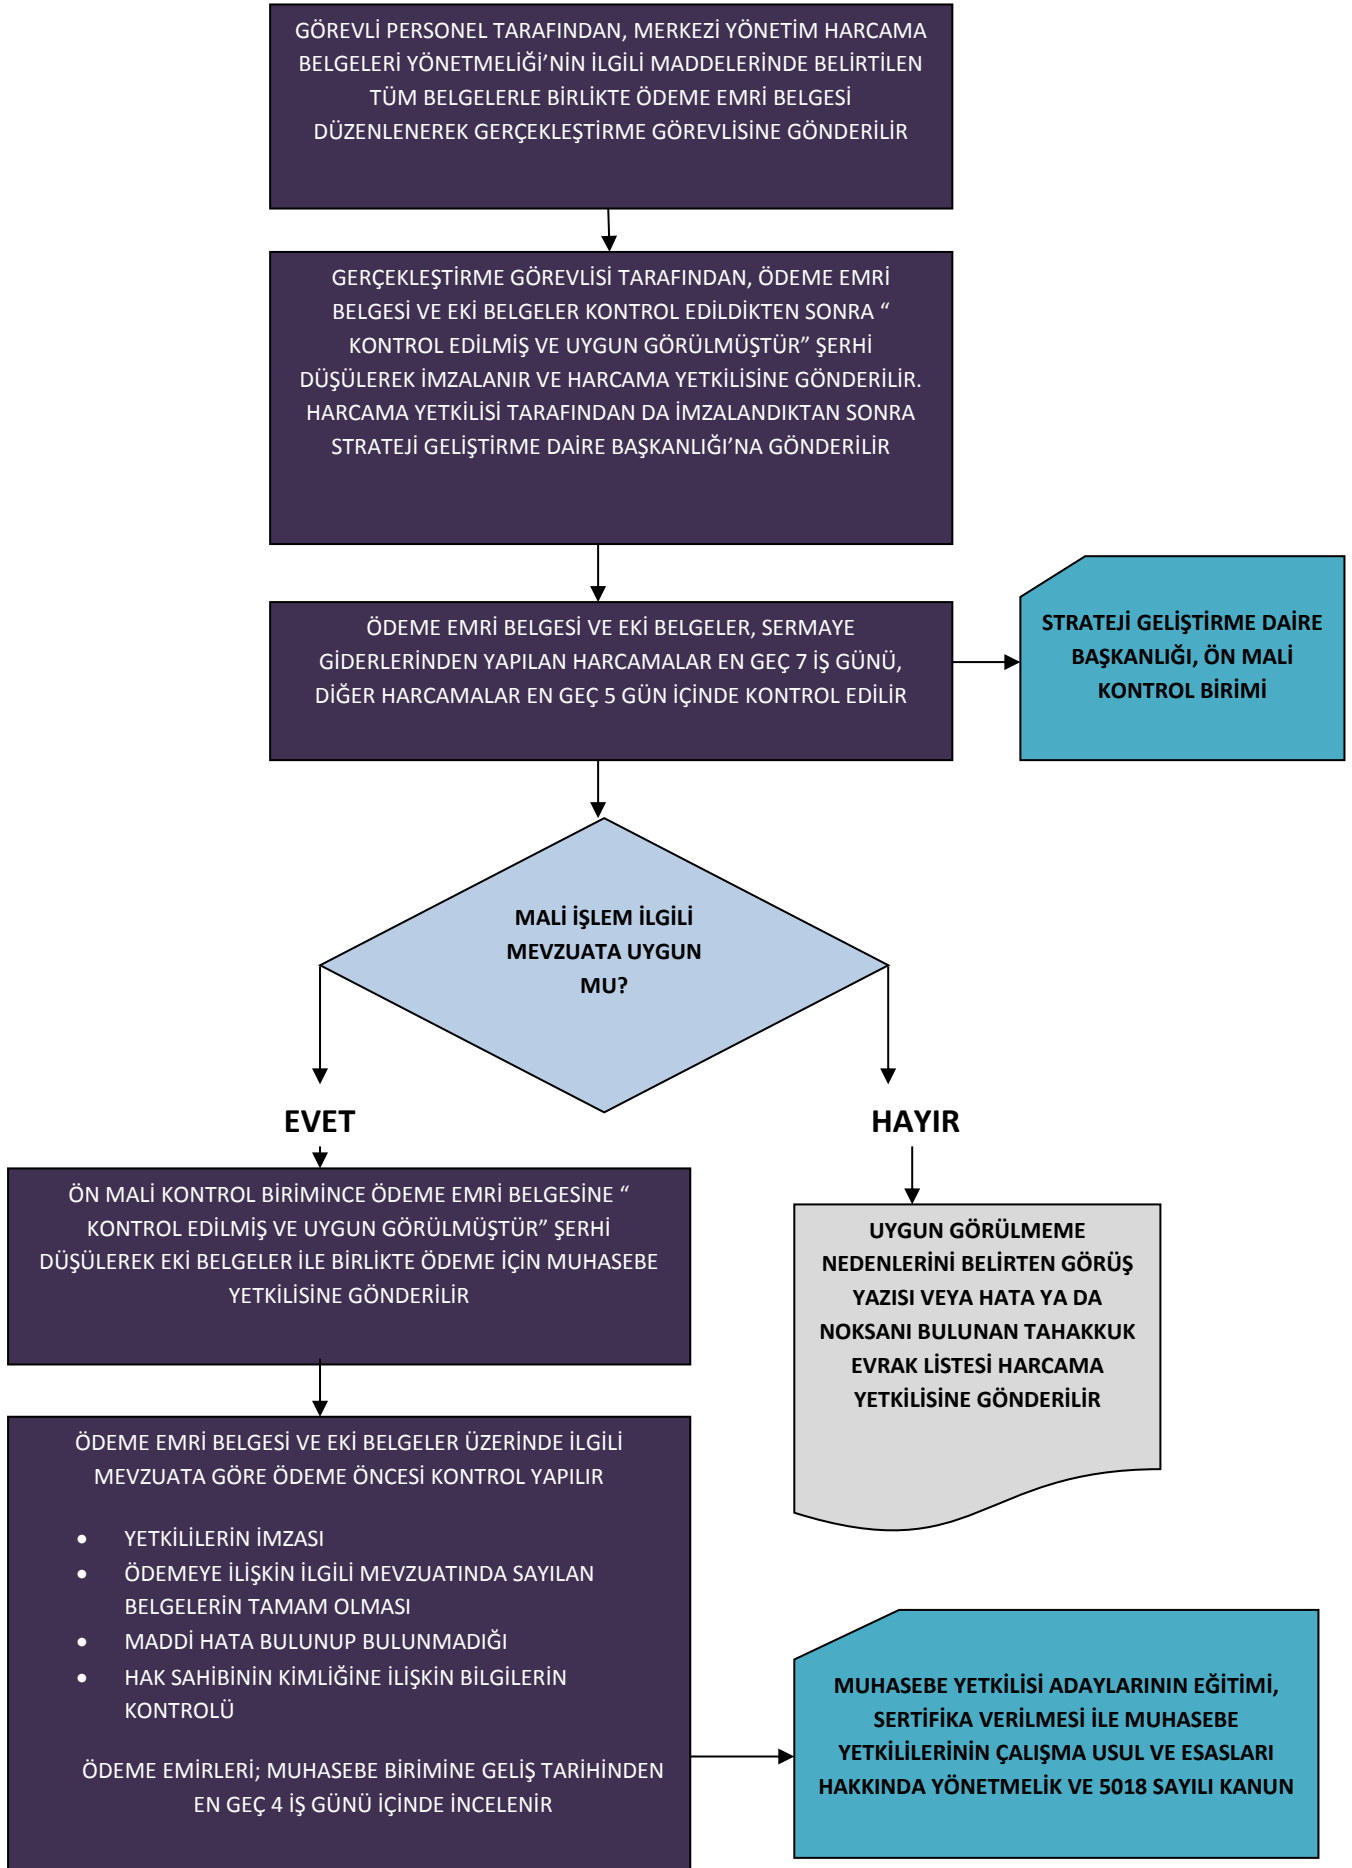 GÖREVLİ PERSONEL TARAFINDAN, MERKEZİ YÖNETİM HARCAMA
BELGELERİ YÖNETMELİĞİ’NİN İLGİLİ MADDELERİNDE BELİRTİLEN
TÜM BELGELERLE BİRLİKTE ÖDEME EMRİ BELGESİ
DÜZENLENEREK GERÇEKLEŞTİRME GÖREVLİSİNE GÖNDERİLİR
GERÇEKLEŞTİRME GÖREVLİSİ TARAFINDAN, ÖDEME EMRİ
BELGESİ VE EKİ BELGELER KONTROL EDİLDİKTEN SONRA “
KONTROL EDİLMİŞ VE UYGUN GÖRÜLMÜŞTÜR” ŞERHİ
DÜŞÜLEREK İMZALANIR VE HARCAMA YETKİLİSİNE GÖNDERİLİR.
HARCAMA YETKİLİSİ TARAFINDAN DA İMZALANDIKTAN SONRA
STRATEJİ GELİŞTİRME DAİRE BAŞKANLIĞI’NA GÖNDERİLİR
ÖDEME EMRİ BELGESİ VE EKİ BELGELER, SERMAYE
GİDERLERİNDEN YAPILAN HARCAMALAR EN GEÇ 7 İŞ GÜNÜ,
DİĞER HARCAMALAR EN GEÇ 5 GÜN İÇİNDE KONTROL EDİLİR
STRATEJİ GELİŞTİRME DAİRE
BAŞKANLIĞI, ÖN MALİ
KONTROL BİRİMİ
MALİ İŞLEM İLGİLİ
MEVZUATA UYGUN
MU?
EVET
HAYIR
ÖN MALİ KONTROL BİRİMİNCE ÖDEME EMRİ BELGESİNE “
KONTROL EDİLMİŞ VE UYGUN GÖRÜLMÜŞTÜR” ŞERHİ
DÜŞÜLEREK EKİ BELGELER İLE BİRLİKTE ÖDEME İÇİN MUHASEBE
YETKİLİSİNE GÖNDERİLİR
UYGUN GÖRÜLMEME
NEDENLERİNİ BELİRTEN GÖRÜŞ
YAZISI VEYA HATA YA DA
NOKSANI BULUNAN TAHAKKUK
EVRAK LİSTESİ HARCAMA
YETKİLİSİNE GÖNDERİLİR
ÖDEME EMRİ BELGESİ VE EKİ BELGELER ÜZERİNDE İLGİLİ
MEVZUATA GÖRE ÖDEME ÖNCESİ KONTROL YAPILIR
• YETKİLİLERİN İMZASI
• ÖDEMEYE İLİŞKİN İLGİLİ MEVZUATINDA SAYILAN
BELGELERİN TAMAM OLMASI
• MADDİ HATA BULUNUP BULUNMADIĞI
• HAK SAHİBİNİN KİMLİĞİNE İLİŞKİN BİLGİLERİN
KONTROLÜ
ÖDEME EMİRLERİ; MUHASEBE BİRİMİNE GELİŞ TARİHİNDEN
EN GEÇ 4 İŞ GÜNÜ İÇİNDE İNCELENİR
MUHASEBE YETKİLİSİ ADAYLARININ EĞİTİMİ,
SERTİFİKA VERİLMESİ İLE MUHASEBE
YETKİLİLERİNİN ÇALIŞMA USUL VE ESASLARI
HAKKINDA YÖNETMELİK VE 5018 SAYILI KANUN